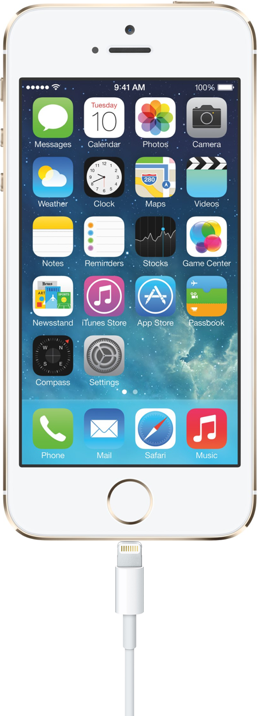 9:41 AM 100%
Tuesday
10
Messages Calendar Photos Camera
280
Weather Clock Maps Videos
Notes Reminders Stocks Game Center
Newsstand iTunes Store App Store Passbook
N
W E
S
Compass Settings
Phone Mail Safari Music